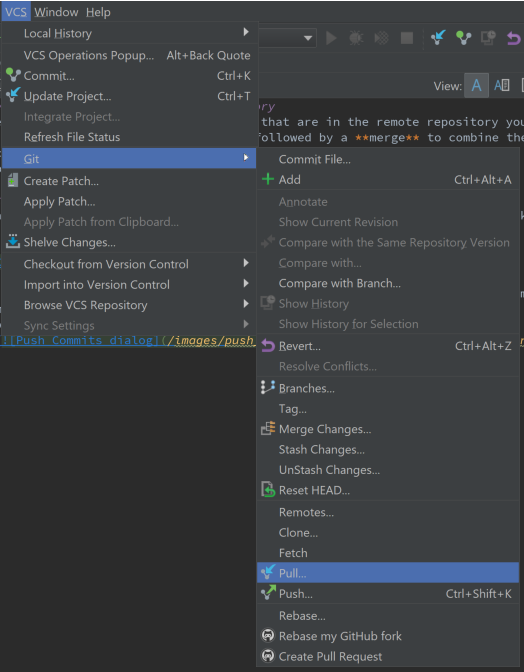 VCS Window Help
Local History
VCS Operations Popup... Alt+Back Quote
Commit... Ctrl+K
Update Project... Ctrl+T
Integrate Project...
Refresh File Status
Git
Create Patch...
Apply Patch...
Apply Patch from Clipboard...
Shelve Changes...
Checkout from Version Control
Import into Version Control
Browse VCS Repository
Sync Settings
![Push Commits dialog](/images/push_
View: A
that are in the remote repository you
followed by a **merge** to combine the
Commit File...
Add Ctrl+Alt+A
Annotate
Show Current Revision
Compare with the Same Repository Version
Compare with...
Compare with Branch...
Show History
Show History for Selection
Revert... Ctrl+Alt+Z
Resolve Conflicts...
Branches...
Tag...
Merge Changes...
Stash Changes...
UnStash Changes...
Reset HEAD...
Remotes...
Clone...
Fetch
Pull...
Push... Ctrl+Shift+K
Rebase...
Rebase my GitHub fork
Create Pull Request